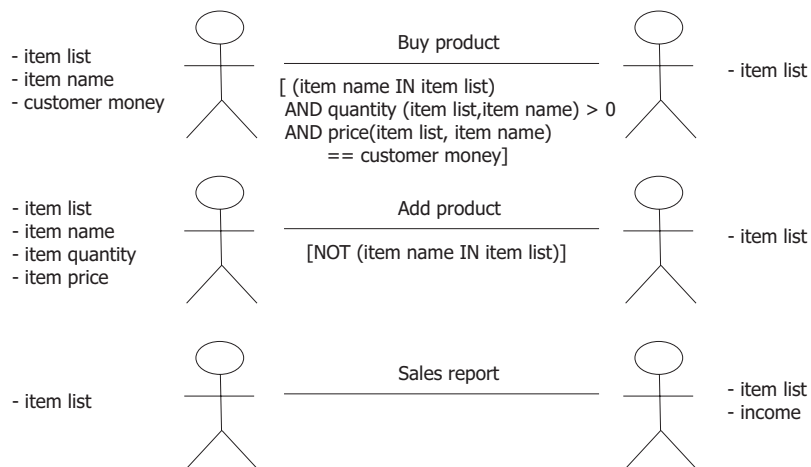 - item list
- item name
- customer money
Buy product
[ (item name IN item list)
AND quantity (item list,item name) > 0
AND price(item list, item name)
== customer money]
- item list
- item list
- item name
- item quantity
- item price
Add product
[NOT (item name IN item list)]
- item list
- item list
Sales report
- item list
- income